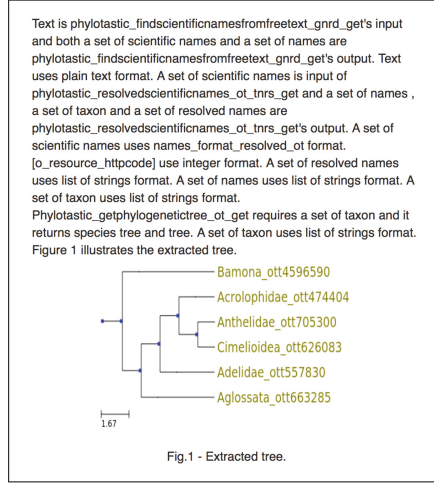 Text is phylotastic_findscientificnamesfromfreetext_gnrd_get's input
and both a set of scientific names and a set of names are
phylotastic_findscientificnamesfromfreetext_gnrd_get's output. Text
uses plain text format. A set of scientific names is input of
phylotastic_resolvedscientificnames_ot_tnrs_get and a set of names ,
a set of taxon and a set of resolved names are
phylotastic_resolvedscientificnames_ot_tnrs_get's output. A set of
scientific names uses names_format_resolved_ot format.
[o_resource_httpcode] use integer format. A set of resolved names
uses list of strings format. A set of names uses list of strings format. A
set of taxon uses list of strings format.
Phylotastic_getphylogenetictree_ot_get requires a set of taxon and it
returns species tree and tree. A set of taxon uses list of strings format.
Figure 1 illustrates the extracted tree.
Bamona_ott4596590
Acrolophidae_ott474404
Anthelidae_ott705300
Cimelioidea_ott626083
Adelidae_ott557830
Aglossata_ott663285
1.67
Fig.1 - Extracted tree.